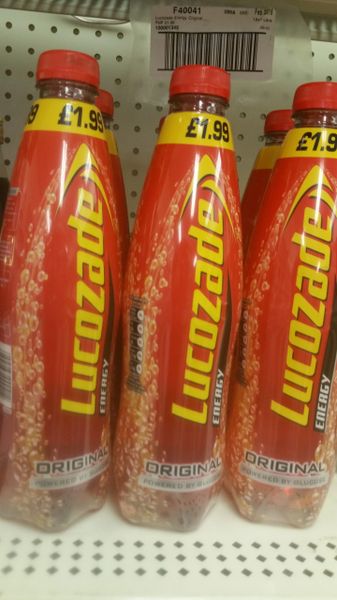 F40041
Lucozade Energy Original
£1.99
£1.99
£1.9
Lucozade
ENERGY
ORIGINAL
POWERED BY
Lucozade
ENERGY
ORIGINAL
POWERED BY GLUCOSE
Lucozade
ENERGY
ORIGINAL
POWERED BY GLUCOSE